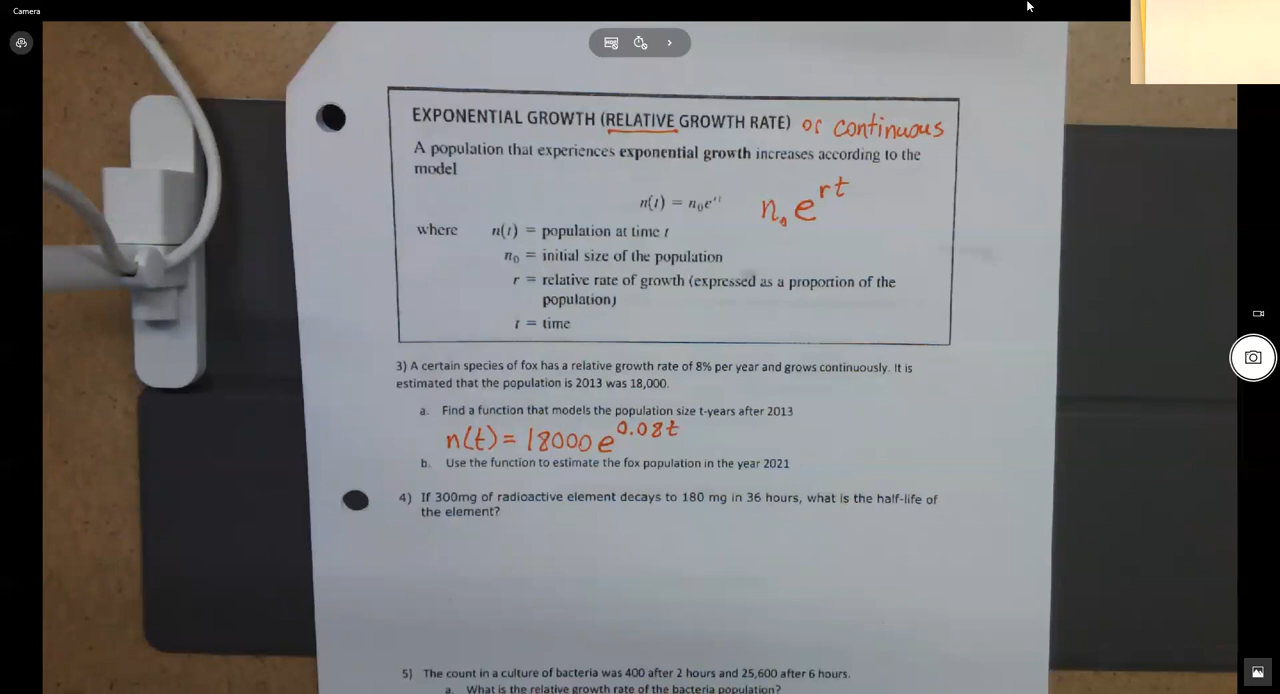 Camera
EXPONENTIAL GROWTH (RELATIVE GROWTH RATE) or continuous
A population that experiences exponential growth increases according to the
model
n(t) = n₀eʳᵗ n₀eʳᵗ
where n(t) = population at time t
n₀ = initial size of the population
r = relative rate of growth (expressed as a proportion of the
population)
t = time
3) A certain species of fox has a relative growth rate of 8% per year and grows continuously. It is
estimated that the population is 2013 was 18,000.
a. Find a function that models the population size t-years after 2013
n(t) = 18000e^0.08t
b. Use the function to estimate the fox population in the year 2021
4) If 300mg of radioactive element decays to 180 mg in 36 hours, what is the half-life of
the element?
5) The count in a culture of bacteria was 400 after 2 hours and 25,600 after 6 hours.
a. What is the relative growth rate of the bacteria population?